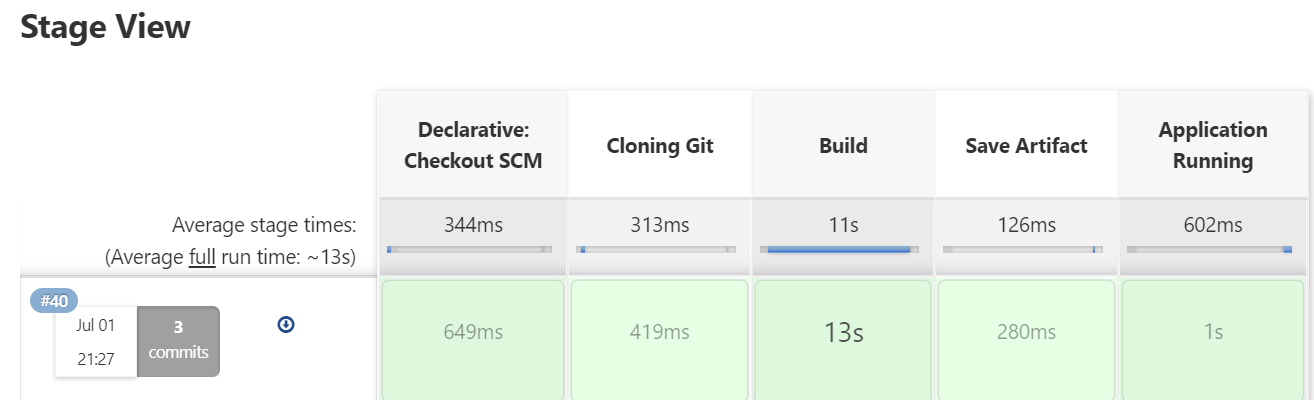 Stage View
Declarative:
Checkout SCM
Cloning Git
Build
Save Artifact
Application
Running
Average stage times:
(Average full run time: ~13s)
344ms
313ms
11s
126ms
602ms
#40
Jul 01
21:27
3
commits
649ms
419ms
13s
280ms
1s